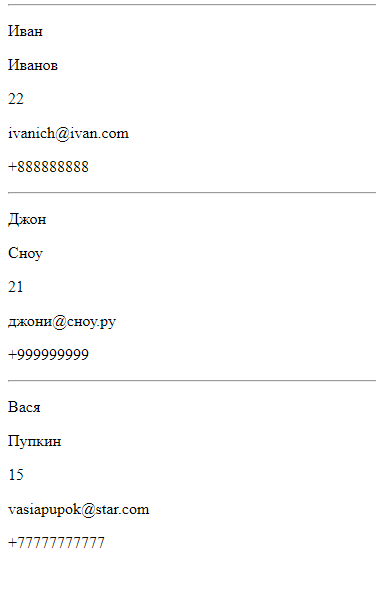 Иван
Иванов
22
ivanich@ivan.com
+888888888
Джон
Сноу
21
джони@сноу.ру
+999999999
Вася
Пупкин
15
vasiapupok@star.com
+77777777777